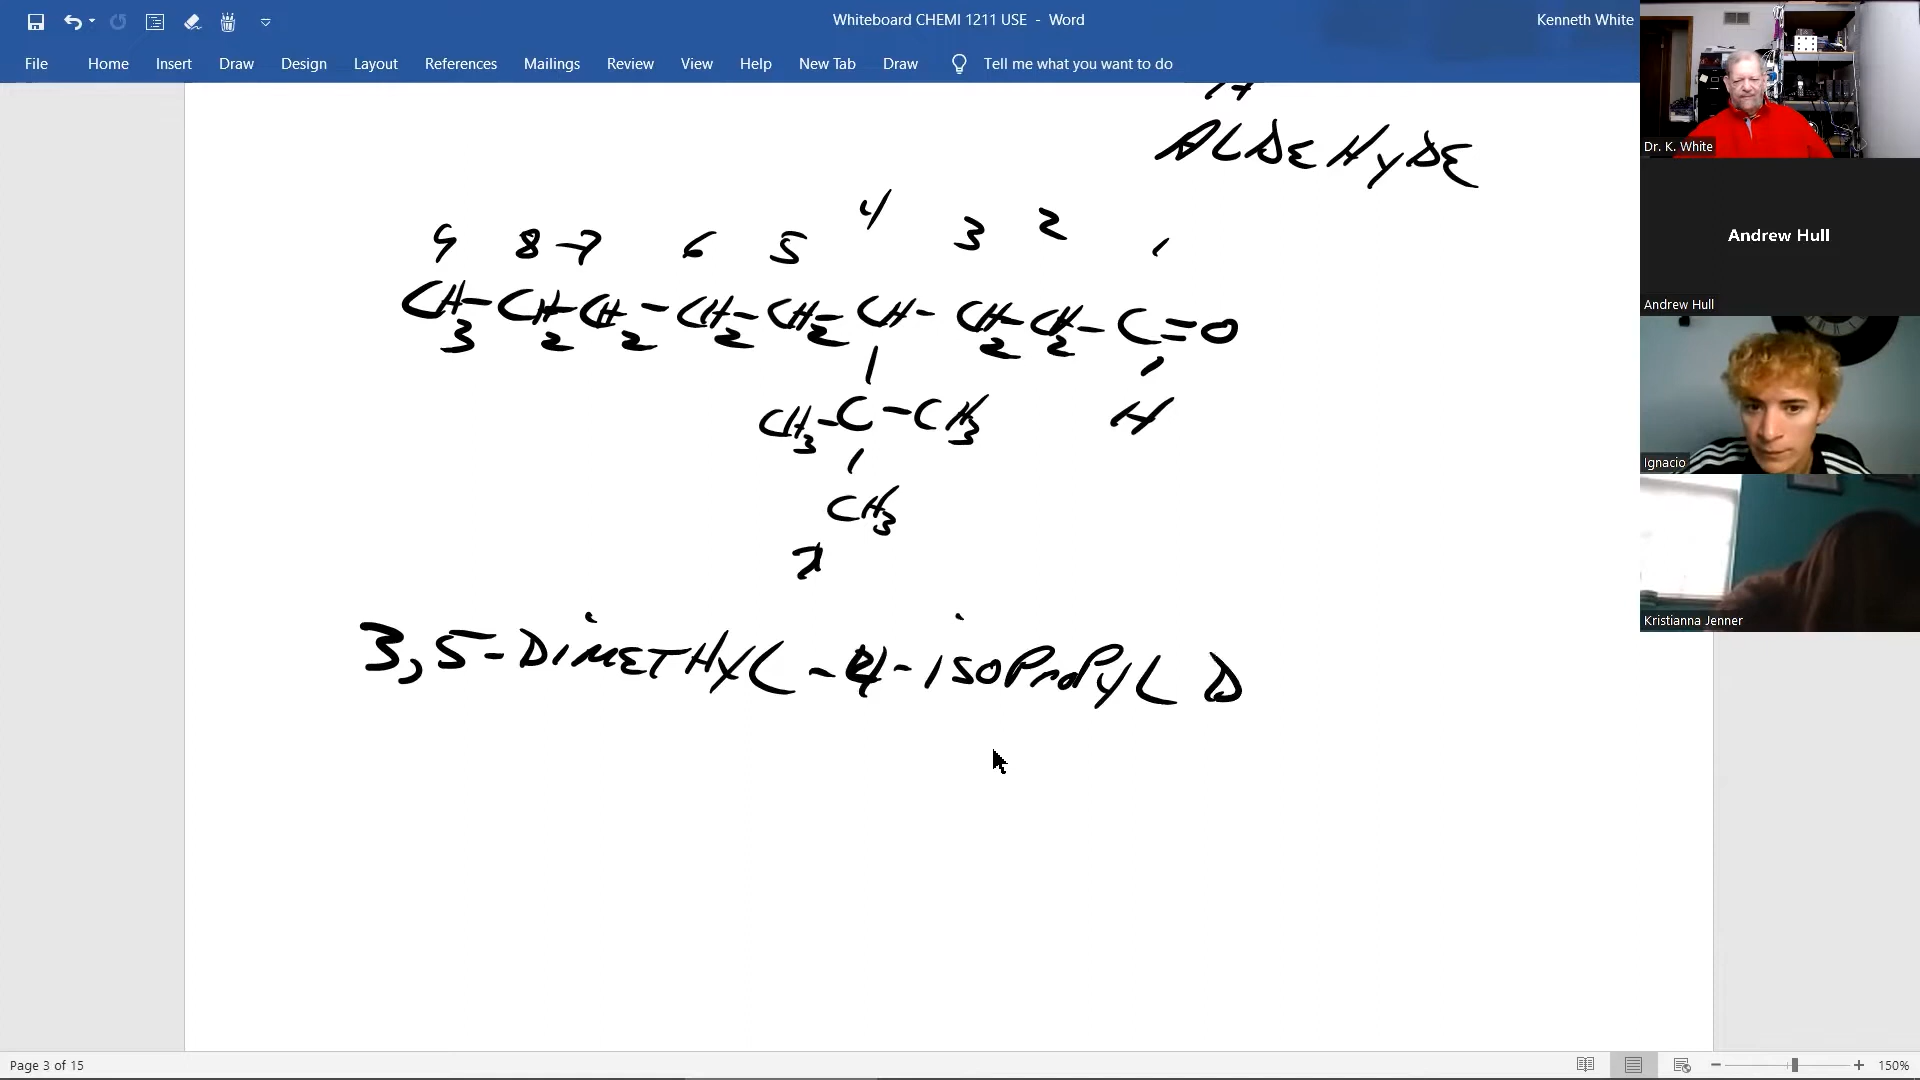 Whiteboard CHEMI 1211 USE - Word
Kenneth White
File Home Insert Draw Design Layout References Mailings Review View Help New Tab Draw Tell me what you want to do
Dr. K. White
ALDEHYDE
Andrew Hull
Andrew Hull
9 8 7 6 5 4 3 2 1
CH3-CH2-CH2-CH2-CH2-CH-CH2-CH2-C=O
CH3-C-CH3 H
CH3
Ignacio
3,5-DIMETHYL-4-ISOPROPYL D
Kristianna Jenner
Page 3 of 15
150%